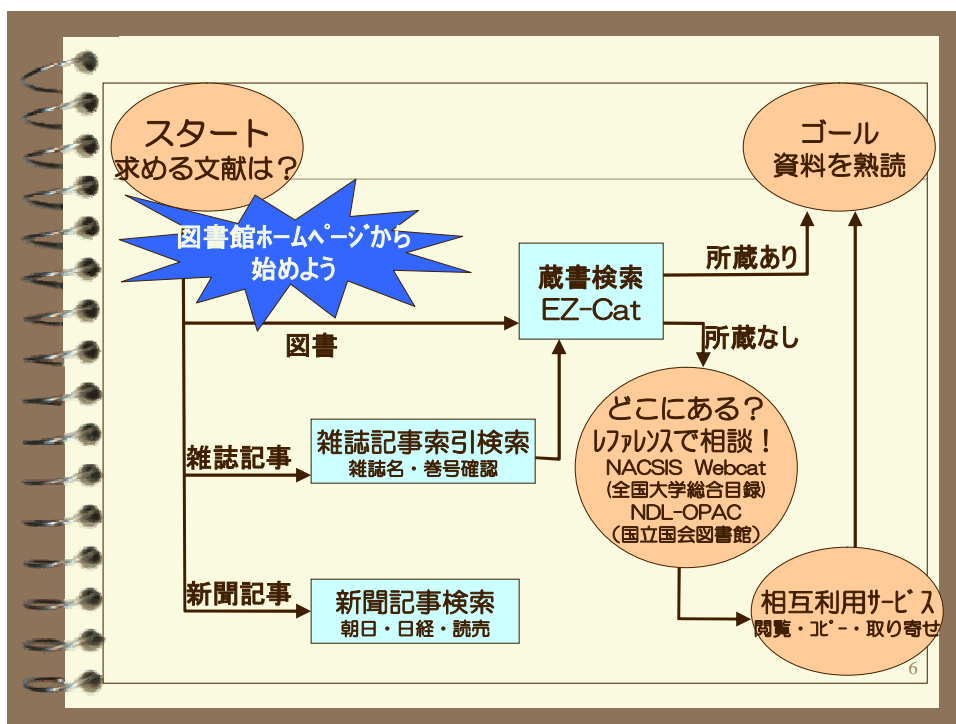 スタート
求める文献は？
図書館ﾎｰﾑﾍﾟｰｼﾞから
始めよう
ゴール
資料を熟読
蔵書検索
EZ-Cat
所蔵あり
所蔵なし
図書
どこにある？
ﾚﾌｧﾚﾝｽで相談！
NACSIS Webcat
(全国大学総合目録)
NDL-OPAC
（国立国会図書館）
雑誌記事
雑誌記事索引検索
雑誌名・巻号確認
新聞記事
新聞記事検索
朝日・日経・読売
相互利用ｻｰﾋﾞｽ
閲覧・ｺﾋﾟｰ・取り寄せ
6